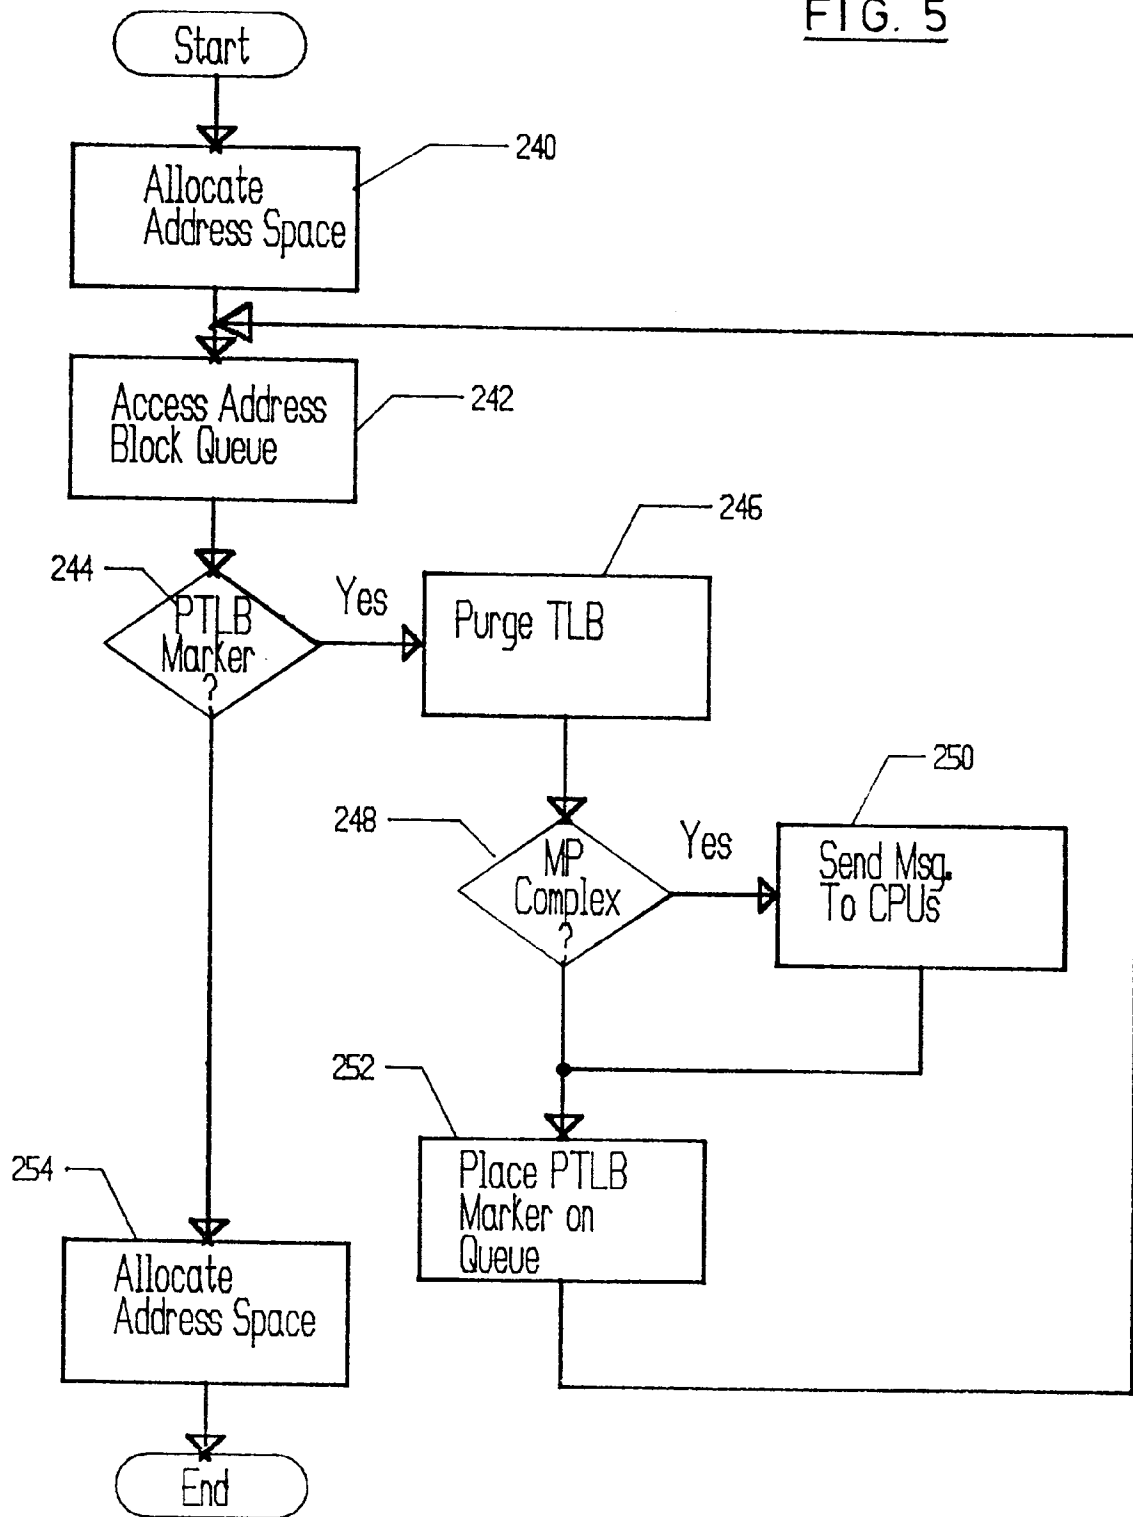 FIG. 5
Start
240
Allocate
Address Space
242
Access Address
Block Queue
244
PTLB
Marker
?
Yes
246
Purge TLB
248
MP
Complex
?
Yes
250
Send Msg.
To CPUs
252
Place PTLB
Marker on
Queue
254
Allocate
Address Space
End